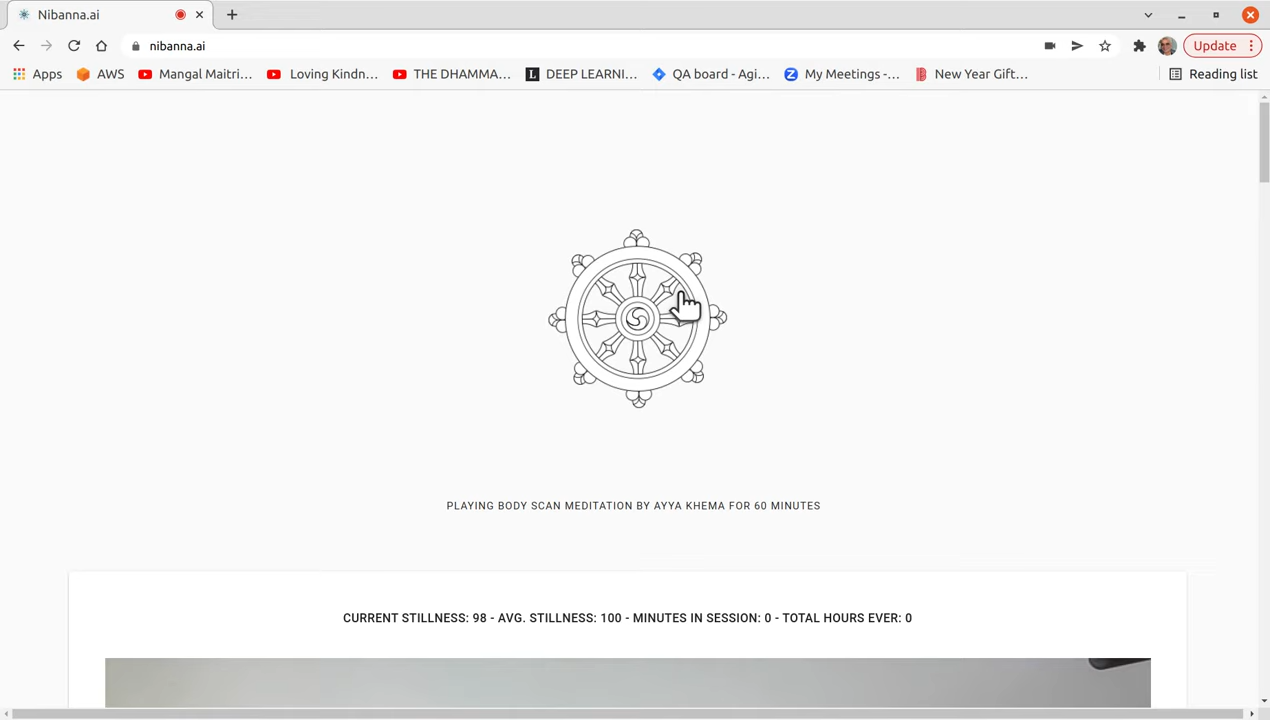 Nibanna.ai
nibanna.ai
Update
Apps
AWS
Mangal Maitri...
Loving Kindn...
THE DHAMMA...
L DEEP LEARNI...
QA board - Agi...
Z My Meetings -...
B New Year Gift...
Reading list
PLAYING BODY SCAN MEDITATION BY AYYA KHEMA FOR 60 MINUTES
CURRENT STILLNESS: 98 - AVG. STILLNESS: 100 - MINUTES IN SESSION: 0 - TOTAL HOURS EVER: 0